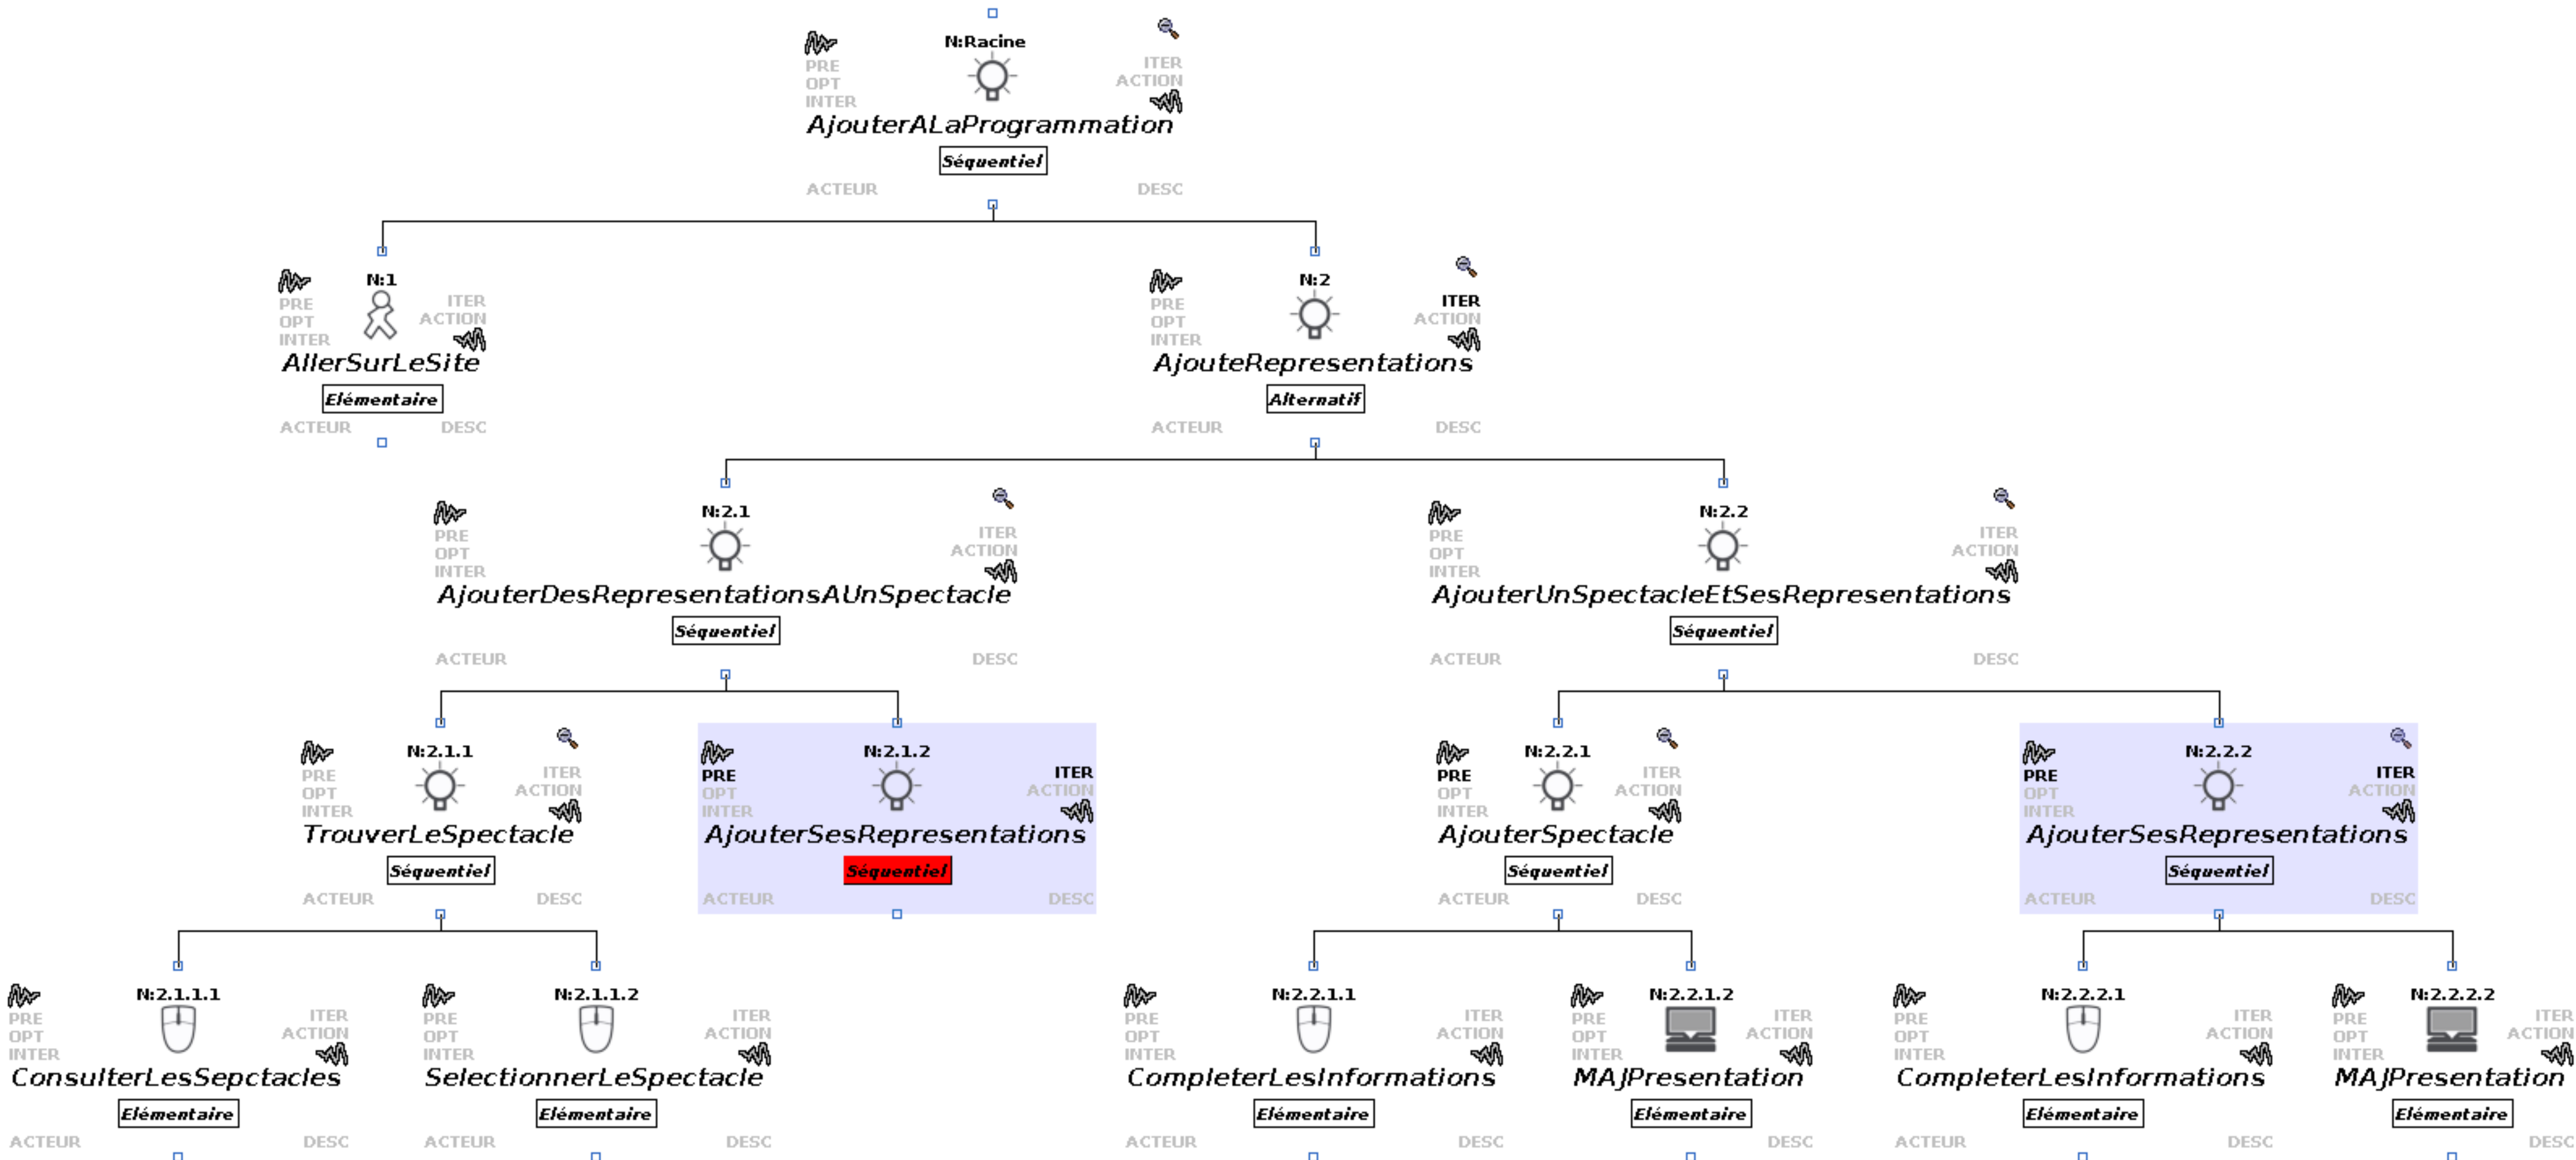 N:Racine
PRE
OPT
INTER
ITER
ACTION
AjouterALaProgrammation
Séquentiel
ACTEUR DESC
N:1
PRE
OPT
INTER
ITER
ACTION
AllerSurLeSite
Elémentaire
ACTEUR DESC
N:2
PRE
OPT
INTER
ITER
ACTION
AjouteRepresentations
Alternatif
ACTEUR DESC
N:2.1
PRE
OPT
INTER
ITER
ACTION
AjouterDesRepresentationsAUnSpectacle
Séquentiel
ACTEUR DESC
N:2.2
PRE
OPT
INTER
ITER
ACTION
AjouterUnSpectacleEtSesRepresentations
Séquentiel
ACTEUR DESC
N:2.1.1
PRE
OPT
INTER
ITER
ACTION
TrouverLeSpectacle
Séquentiel
ACTEUR DESC
N:2.1.2
PRE
OPT
INTER
ITER
ACTION
AjouterSesRepresentations
Séquentiel
ACTEUR DESC
N:2.2.1
PRE
OPT
INTER
ITER
ACTION
AjouterSpectacle
Séquentiel
ACTEUR DESC
N:2.2.2
PRE
OPT
INTER
ITER
ACTION
AjouterSesRepresentations
Séquentiel
ACTEUR DESC
N:2.1.1.1
PRE
OPT
INTER
ITER
ACTION
ConsulterLesSepctacles
Elémentaire
ACTEUR DESC
N:2.1.1.2
PRE
OPT
INTER
ITER
ACTION
SelectionnerLeSpectacle
Elémentaire
ACTEUR DESC
N:2.2.1.1
PRE
OPT
INTER
ITER
ACTION
CompleterLesInformations
Elémentaire
ACTEUR DESC
N:2.2.1.2
PRE
OPT
INTER
ITER
ACTION
MAJPresentation
Elémentaire
ACTEUR DESC
N:2.2.2.1
PRE
OPT
INTER
ITER
ACTION
CompleterLesInformations
Elémentaire
ACTEUR DESC
N:2.2.2.2
PRE
OPT
INTER
ITER
ACTION
MAJPresentation
Elémentaire
ACTEUR DESC